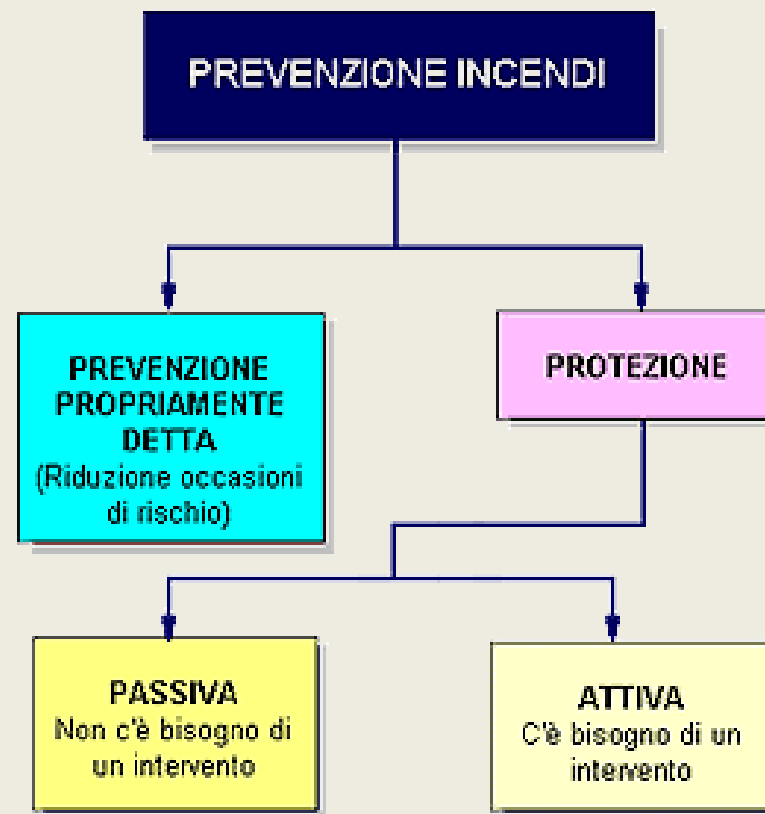 PREVENZIONE INCENDI
PREVENZIONE
PROPRIAMENTE
DETTA
(Riduzione occasioni
di rischio)
PROTEZIONE
PASSIVA
Non c'è bisogno di
un intervento
ATTIVA
C'è bisogno di un
intervento